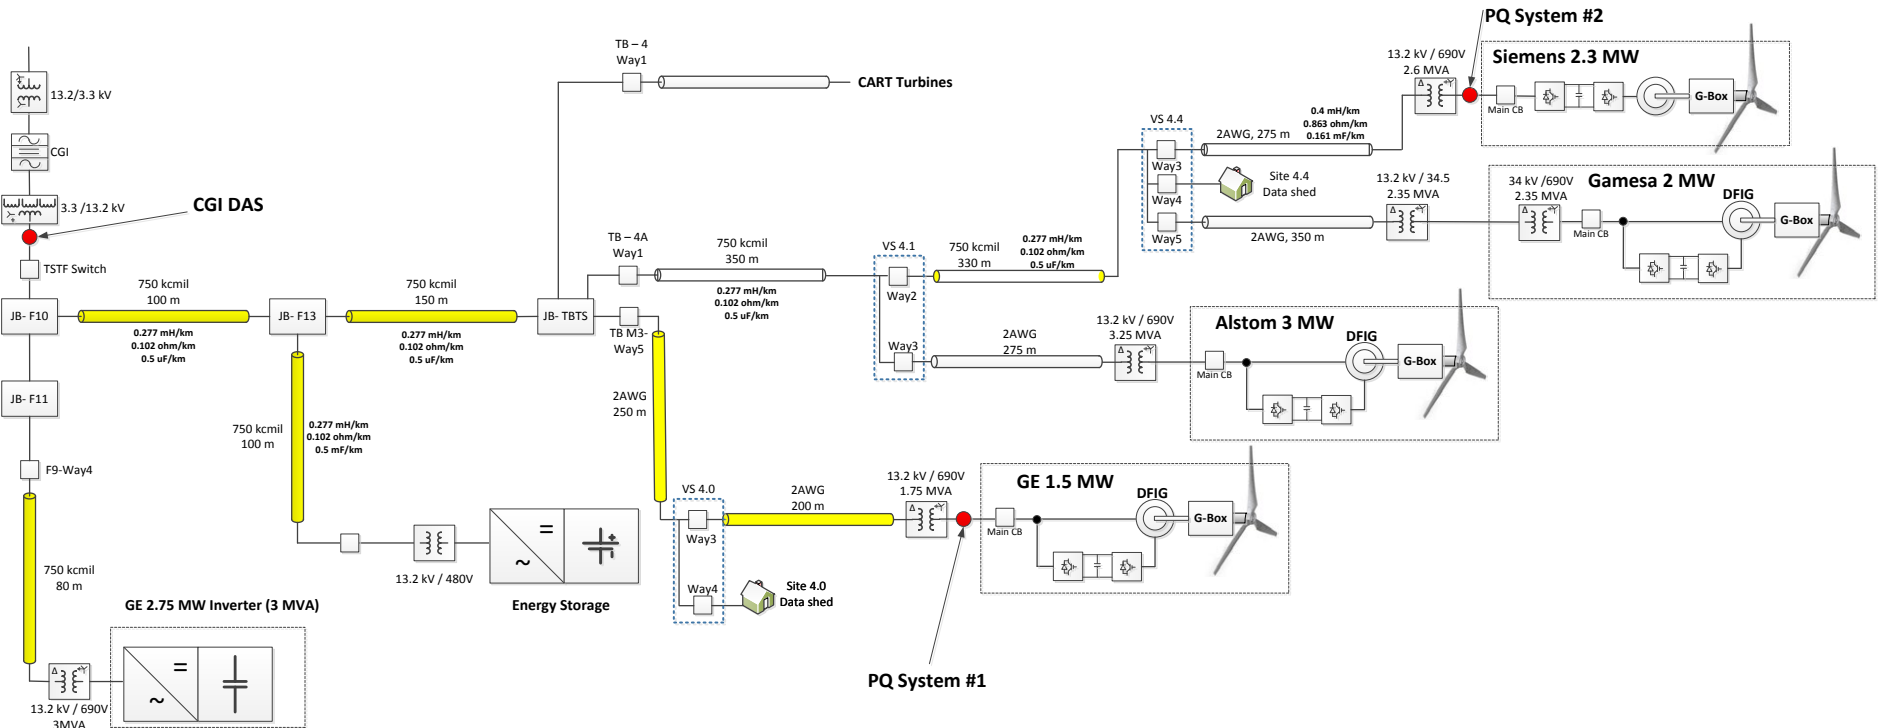 PQ System #2
TB – 4
Way1
CART Turbines
13.2/3.3 kV
CGI
3.3 /13.2 kV
CGI DAS
TSTF Switch
13.2 kV / 690V
2.6 MVA
Siemens 2.3 MW
Main CB
G-Box
VS 4.4
2AWG, 275 m
0.4 mH/km
0.863 ohm/km
0.161 mF/km
Way3
Way4
Way5
Site 4.4
Data shed
2AWG, 350 m
13.2 kV / 34.5
2.35 MVA
34 kV /690V
2.35 MVA
Gamesa 2 MW
DFIG
Main CB
G-Box
TB – 4A
Way1
750 kcmil
350 m
0.277 mH/km
0.102 ohm/km
0.5 uF/km
VS 4.1
Way2
Way3
750 kcmil
330 m
0.277 mH/km
0.102 ohm/km
0.5 uF/km
JB- F10
750 kcmil
100 m
0.277 mH/km
0.102 ohm/km
0.5 uF/km
JB- F13
750 kcmil
150 m
0.277 mH/km
0.102 ohm/km
0.5 uF/km
JB- TBTS
TB M3-
Way5
2AWG
275 m
13.2 kV / 690V
3.25 MVA
Alstom 3 MW
DFIG
Main CB
G-Box
JB- F11
F9-Way4
750 kcmil
100 m
0.277 mH/km
0.102 ohm/km
0.5 mF/km
2AWG
250 m
VS 4.0
Way3
Way4
2AWG
200 m
13.2 kV / 690V
1.75 MVA
GE 1.5 MW
DFIG
Main CB
G-Box
Site 4.0
Data shed
13.2 kV / 480V
=
~
Energy Storage
PQ System #1
750 kcmil
80 m
GE 2.75 MW Inverter (3 MVA)
=
~
13.2 kV / 690V
3MVA